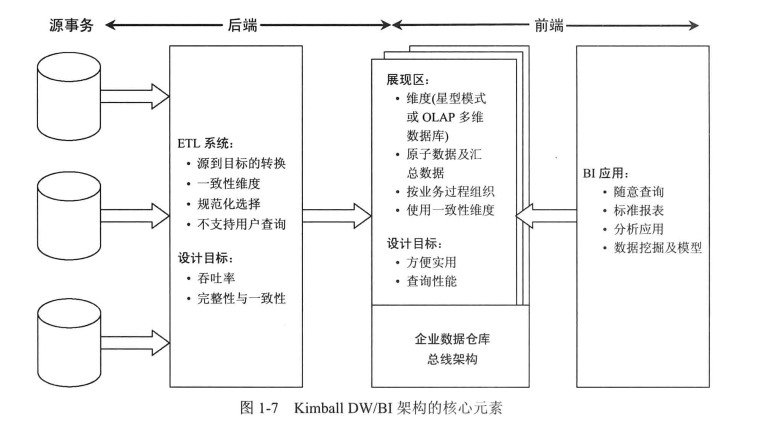 源事务 后端 前端
ETL 系统：
• 源到目标的转换
• 一致性维度
• 规范化选择
• 不支持用户查询
设计目标：
• 吞吐率
• 完整性与一致性
展现区：
• 维度(星型模式
或 OLAP 多维
数据库)
• 原子数据及汇
总数据
• 按业务过程组织
• 使用一致性维度
设计目标：
• 方便实用
• 查询性能
企业数据仓库
总线架构
BI 应用：
• 随意查询
• 标准报表
• 分析应用
• 数据挖掘及模型
图 1-7 Kimball DW/BI 架构的核心元素